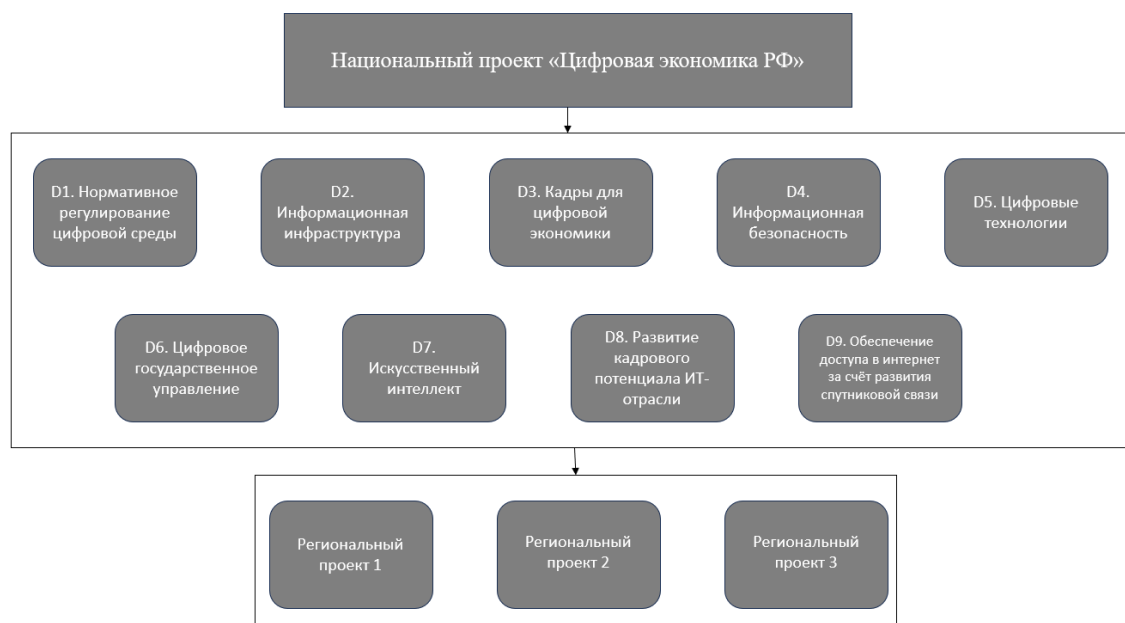 Национальный проект «Цифровая экономика РФ»
D1. Нормативное
регулирование
цифровой среды
D2.
Информационная
инфраструктура
D3. Кадры для
цифровой
экономики
D4.
Информационная
безопасность
D5. Цифровые
технологии
D6. Цифровое
государственное
управление
D7.
Искусственный
интеллект
D8. Развитие
кадрового
потенциала ИТ-
отрасли
D9. Обеспечение
доступа в интернет
за счёт развития
спутниковой связи
Региональный
проект 1
Региональный
проект 2
Региональный
проект 3